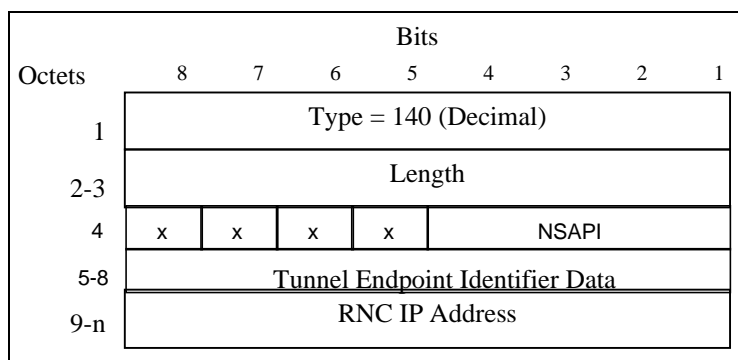 Bits
Octets 8 7 6 5 4 3 2 1
1 Type = 140 (Decimal)
2-3 Length
4 x x x x NSAPI
5-8 Tunnel Endpoint Identifier Data
9-n RNC IP Address